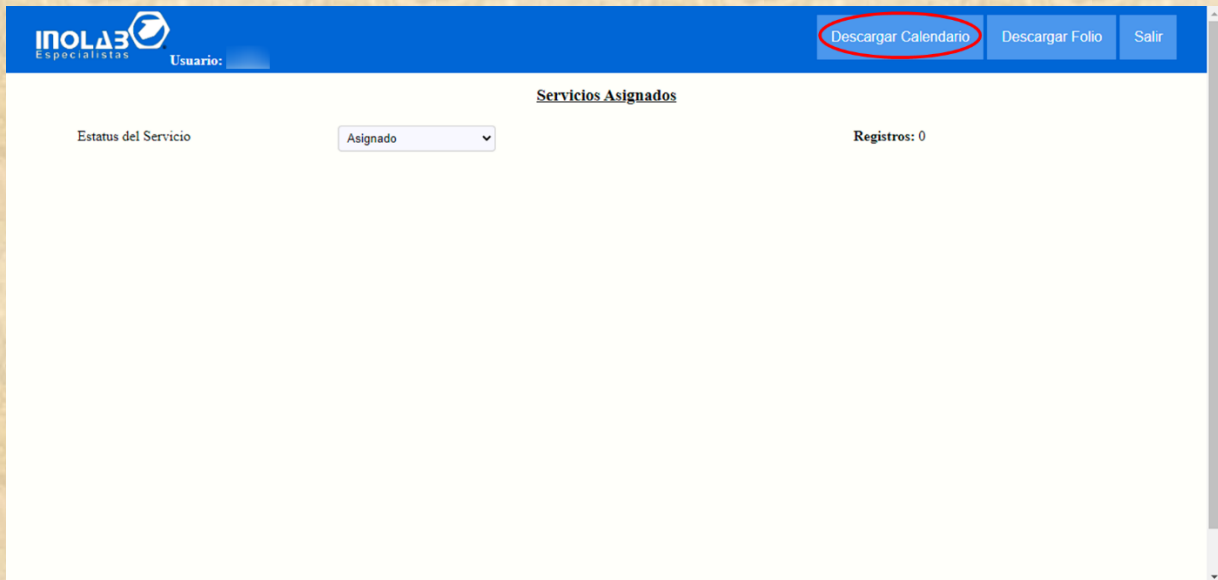 INOLAB
Especialistas
Usuario:
Descargar Calendario
Descargar Folio
Salir
Servicios Asignados
Estatus del Servicio
Asignado
Registros: 0